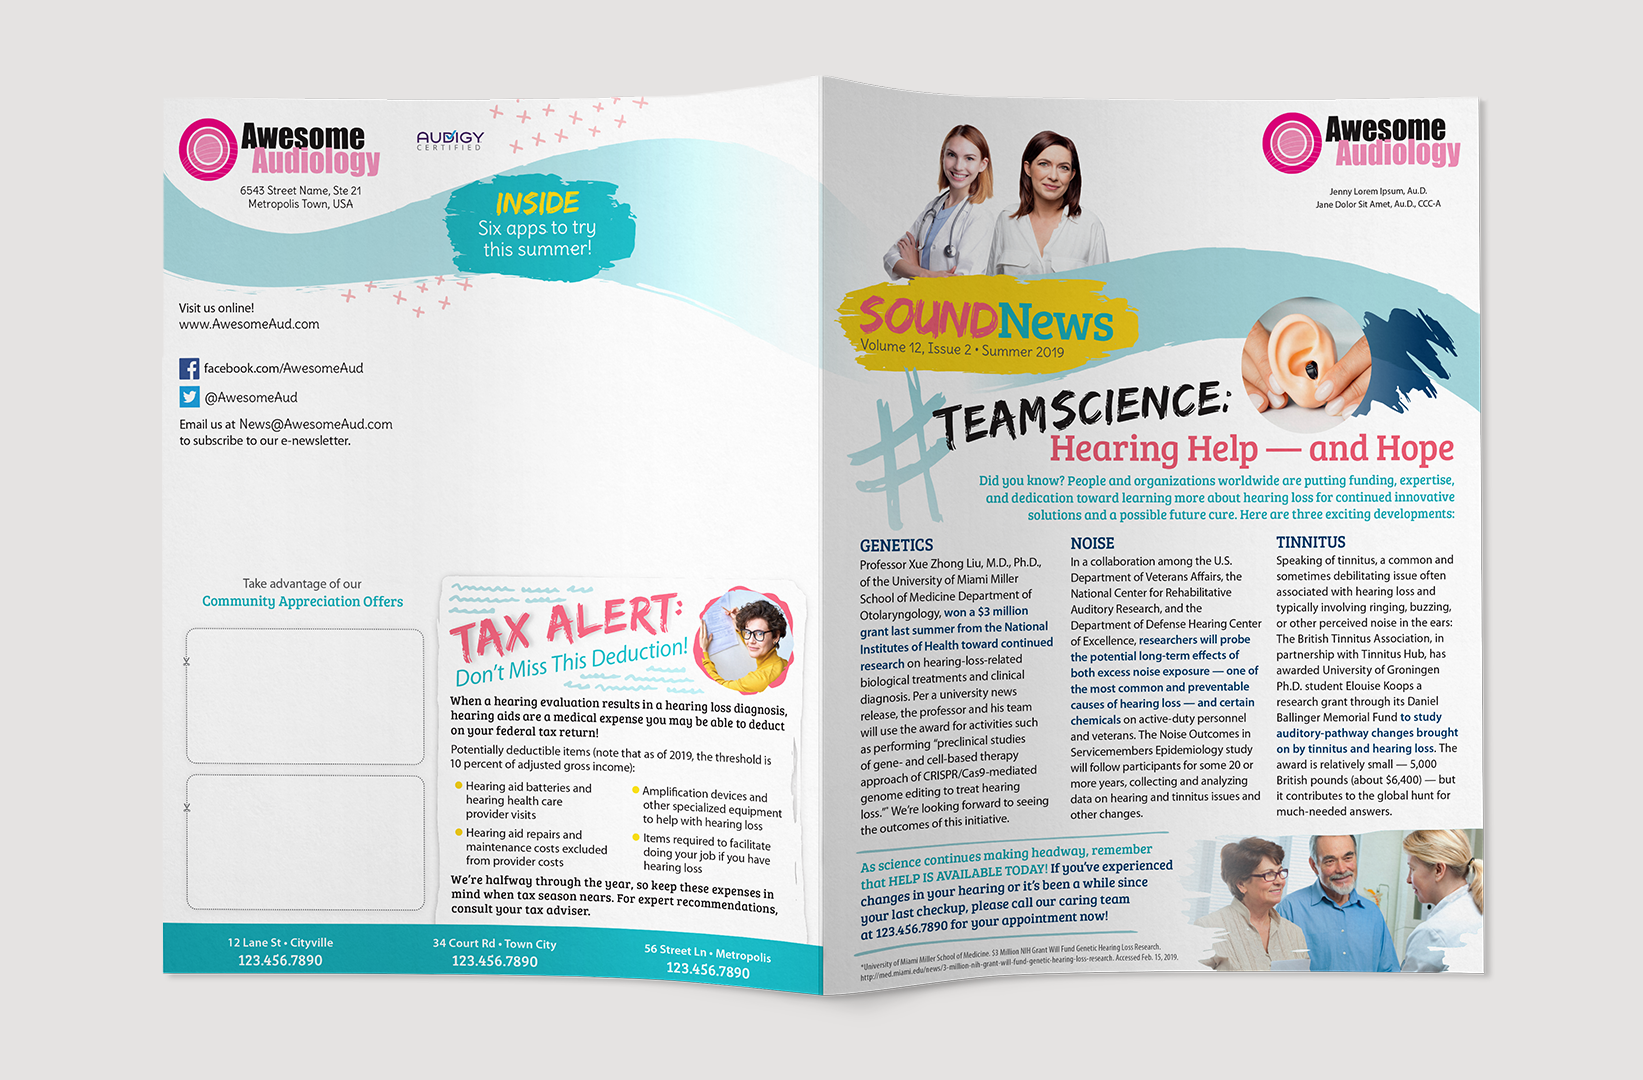 Awesome
Audiology
6543 Street Name, Ste 21
Metropolis Town, USA
AUDIGY
CERTIFIED
INSIDE
Six apps to try
this summer!
Visit us online!
www.AwesomeAud.com
facebook.com/AwesomeAud
@AwesomeAud
Email us at News@AwesomeAud.com
to subscribe to our e-newsletter.
Take advantage of our
Community Appreciation Offers
TAX ALERT:
Don't Miss This Deduction!
When a hearing evaluation results in a hearing loss diagnosis,
hearing aids are a medical expense you may be able to deduct
on your federal tax return!
Potentially deductible items (note that as of 2019, the threshold is
10 percent of adjusted gross income):
Hearing aid batteries and
hearing health care
provider visits
Hearing aid repairs and
maintenance costs excluded
from provider costs
Amplification devices and
other specialized equipment
to help with hearing loss
Items required to facilitate
doing your job if you have
hearing loss
We're halfway through the year, so keep these expenses in
mind when tax season nears. For expert recommendations,
consult your tax adviser.
12 Lane St • Cityville
123.456.7890
34 Court Rd • Town City
123.456.7890
56 Street Ln • Metropolis
123.456.7890
Awesome
Audiology
Jenny Lorem Ipsum, Au.D.
Jane Dolor Sit Amet, Au.D., CCC-A
SOUNDNews
Volume 12, Issue 2 • Summer 2019
#TEAMSCIENCE:
Hearing Help — and Hope
Did you know? People and organizations worldwide are putting funding, expertise,
and dedication toward learning more about hearing loss for continued innovative
solutions and a possible future cure. Here are three exciting developments:
GENETICS
Professor Xue Zhong Liu, M.D., Ph.D.,
of the University of Miami Miller
School of Medicine Department of
Otolaryngology, won a $3 million
grant last summer from the National
Institutes of Health toward continued
research on hearing-loss-related
biological treatments and clinical
diagnosis. Per a university news
release, the professor and his team
will use the award for activities such
as performing "preclinical studies
of gene- and cell-based therapy
approach of CRISPR/Cas9-mediated
genome editing to treat hearing
loss."* We're looking forward to seeing
the outcomes of this initiative.
NOISE
In a collaboration among the U.S.
Department of Veterans Affairs, the
National Center for Rehabilitative
Auditory Research, and the
Department of Defense Hearing Center
of Excellence, researchers will probe
the potential long-term effects of
both excess noise exposure — one of
the most common and preventable
causes of hearing loss — and certain
chemicals on active-duty personnel
and veterans. The Noise Outcomes in
Servicemembers Epidemiology study
will follow participants for some 20 or
more years, collecting and analyzing
data on hearing and tinnitus issues and
other changes.
TINNITUS
Speaking of tinnitus, a common and
sometimes debilitating issue often
associated with hearing loss and
typically involving ringing, buzzing,
or other perceived noise in the ears:
The British Tinnitus Association, in
partnership with Tinnitus Hub, has
awarded University of Groningen
Ph.D. student Elouise Koops a
research grant through its Daniel
Ballinger Memorial Fund to study
auditory-pathway changes brought
on by tinnitus and hearing loss. The
award is relatively small — 5,000
British pounds (about $6,400) — but
it contributes to the global hunt for
much-needed answers.
As science continues making headway, remember
that HELP IS AVAILABLE TODAY! If you've experienced
changes in your hearing or it's been a while since
your last checkup, please call our caring team
at 123.456.7890 for your appointment now!
*University of Miami Miller School of Medicine. $3 Million NIH Grant Will Fund Genetic Hearing Loss Research.
http://med.miami.edu/news/3-million-nih-grant-will-fund-genetic-hearing-loss-research. Accessed Feb. 15, 2019.